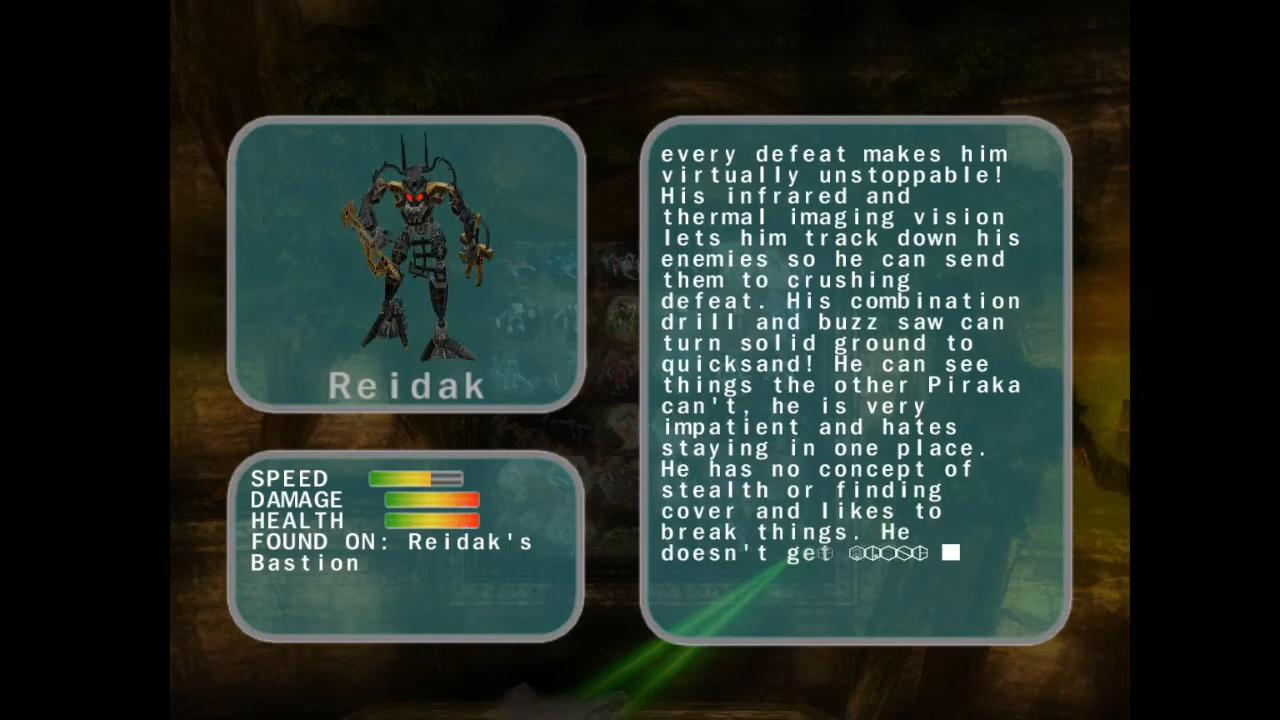 Reidak
SPEED
DAMAGE
HEALTH
FOUND ON: Reidak's
Bastion
every defeat makes him
virtually unstoppable!
His infrared and
thermal imaging vision
lets him track down his
enemies so he can send
them to crushing
defeat. His combination
drill and buzz saw can
turn solid ground to
quicksand! He can see
things the other Piraka
can't, he is very
impatient and hates
staying in one place.
He has no concept of
stealth or finding
cover and likes to
break things. He
doesn't get